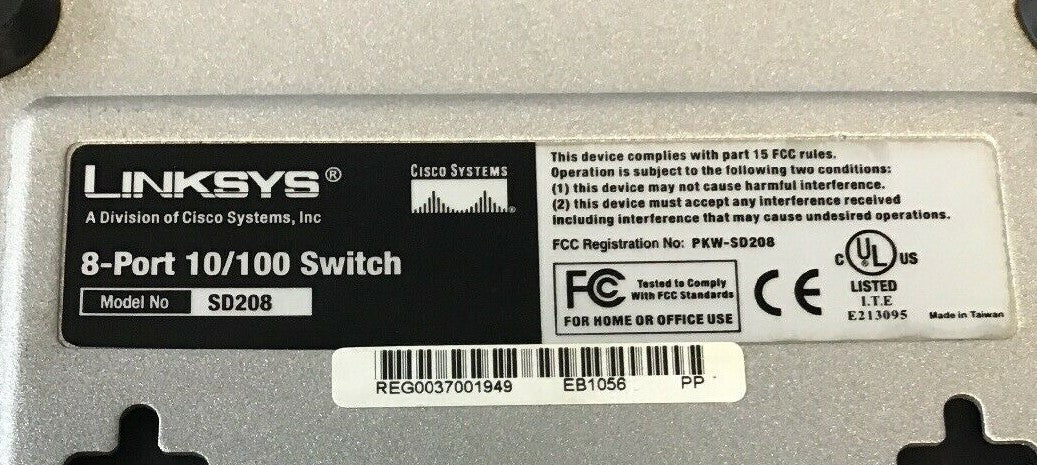 LINKSYS®
A Division of Cisco Systems, Inc
CISCO SYSTEMS
8-Port 10/100 Switch
Model No SD208
This device complies with part 15 FCC rules.
Operation is subject to the following two conditions:
(1) this device may not cause harmful interference.
(2) this device must accept any interference received
including interference that may cause undesired operations.
FCC Registration No: PKW-SD208
FC Tested to Comply
With FCC Standards
FOR HOME OR OFFICE USE
CE
C UL® US
LISTED
I.T.E
E213095
Made in Taiwan
REG0037001949 EB1056 PP